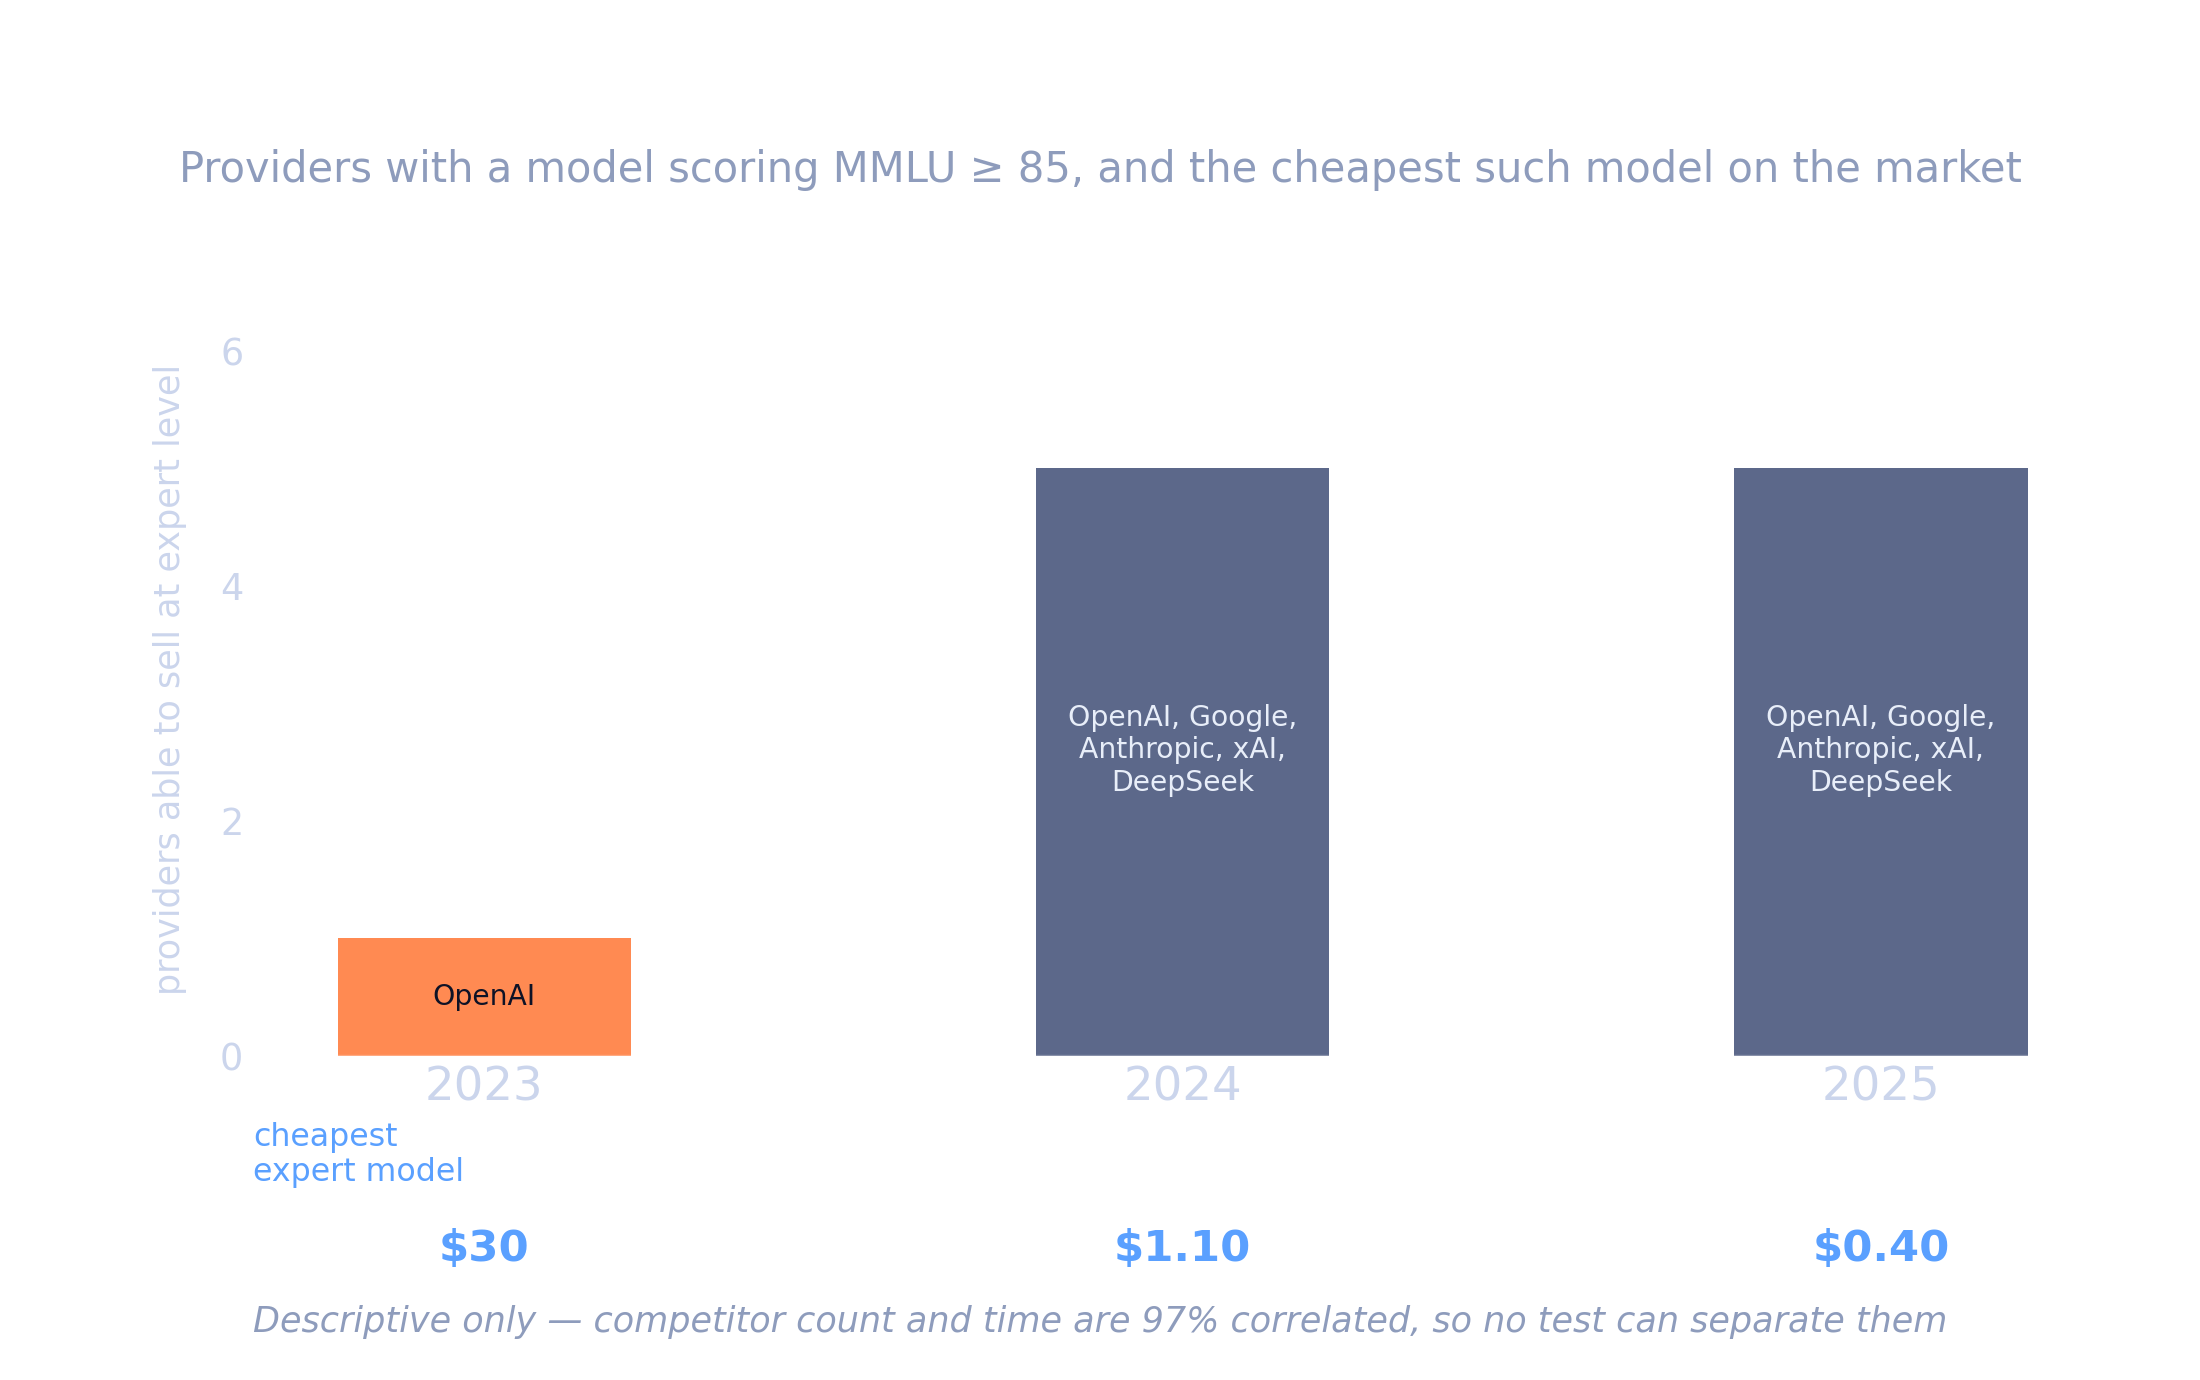 Providers with a model scoring MMLU ≥ 85, and the cheapest such model on the market
providers able to sell at expert level
6
4
2
0
OpenAI
OpenAI, Google,
Anthropic, xAI,
DeepSeek
OpenAI, Google,
Anthropic, xAI,
DeepSeek
2023
2024
2025
cheapest
expert model
$30
$1.10
$0.40
Descriptive only — competitor count and time are 97% correlated, so no test can separate them